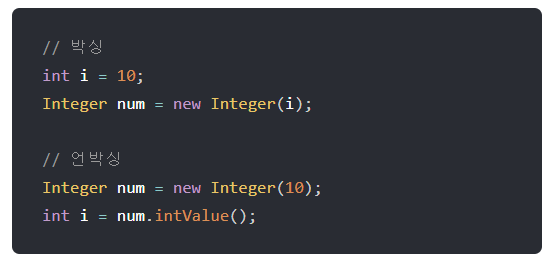 // 박싱
int i = 10;
Integer num = new Integer(i);
// 언박싱
Integer num = new Integer(10);
int i = num.intValue();